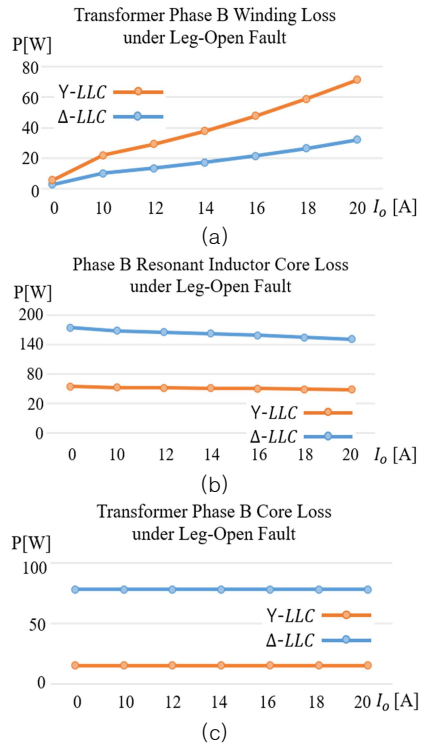 Transformer Phase B Winding Loss
under Leg-Open Fault
P[W]
80
60
40
20
0
Y-LLC
Δ-LLC
0 10 12 14 16 18 20 I_o [A]
(a)
Phase B Resonant Inductor Core Loss
under Leg-Open Fault
P[W]
200
140
80
20
0
Y-LLC
Δ-LLC
0 10 12 14 16 18 20 I_o [A]
(b)
Transformer Phase B Core Loss
under Leg-Open Fault
P[W]
100
50
0
Y-LLC
Δ-LLC
0 10 12 14 16 18 20 I_o [A]
(c)